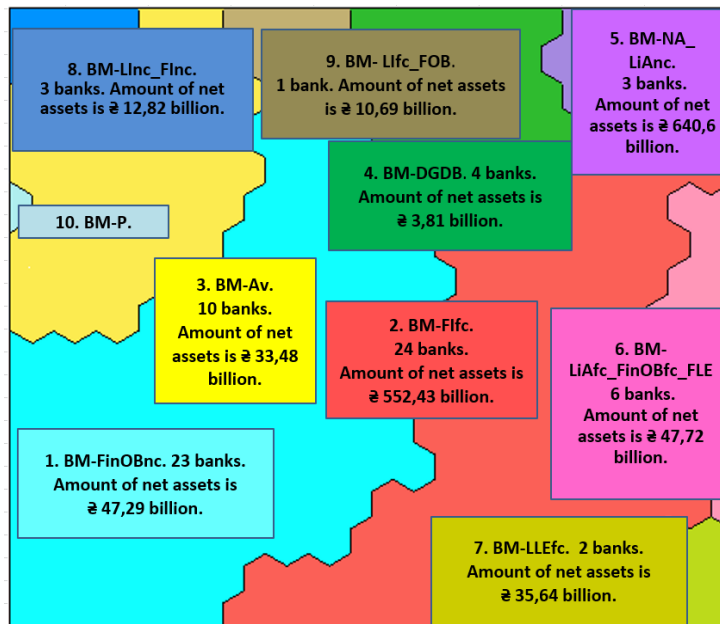 8. BM-LInc_FInc.
3 banks. Amount of net
assets is ₴ 12,82 billion.
9. BM- LIfc_FOB.
1 bank. Amount of net assets
is ₴ 10,69 billion.
5. BM-NA_
LiAnc.
3 banks.
Amount of net
assets is ₴ 640,6
billion.
4. BM-DGDB. 4 banks.
Amount of net assets is
₴ 3,81 billion.
10. BM-P.
3. BM-Av.
10 banks.
Amount of net
assets is ₴ 33,48
billion.
2. BM-FIfc.
24 banks.
Amount of net assets is
₴ 552,43 billion.
6. BM-
LiAfc_FinOBfc_FLE
6 banks.
Amount of net
assets is ₴ 47,72
billion.
1. BM-FinOBnc. 23 banks.
Amount of net assets is
₴ 47,29 billion.
7. BM-LLEfc. 2 banks.
Amount of net assets is
₴ 35,64 billion.